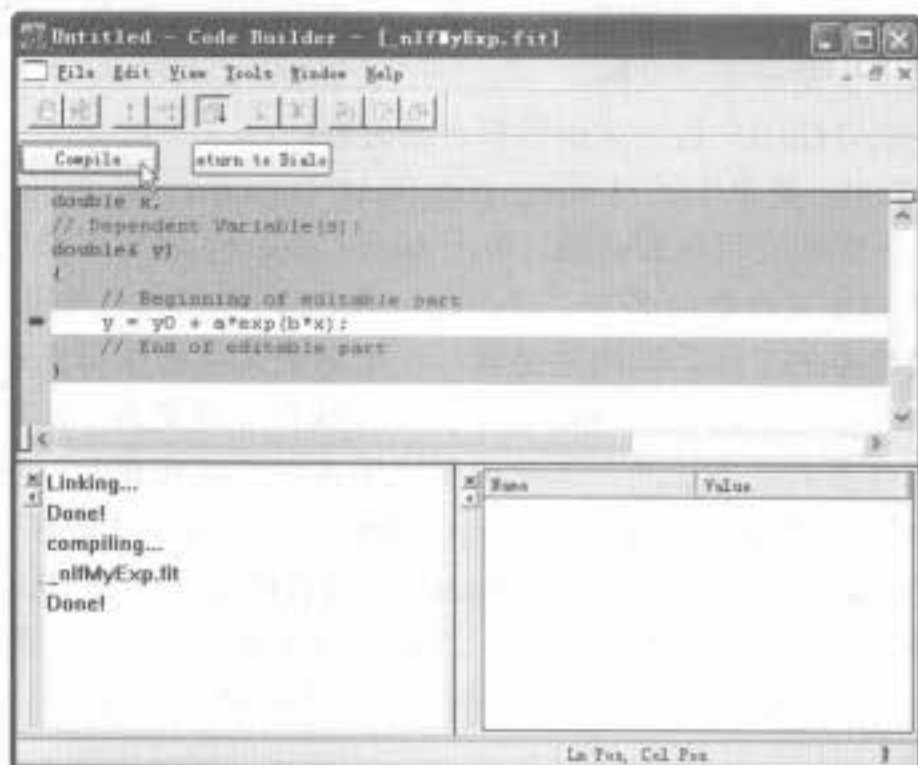 Untitled - Code Builder - [_nlfMyExp.fit]
File Edit View Tools Window Help
Compile
eturn to Dialo
double x,
// Dependent Variable(s):
double& y)
{
// Beginning of editable part
y = y0 + a*exp(b*x);
// End of editable part
}
Linking...
Done!
compiling...
_nlfMyExp.fit
Done!
Name Value
Ln Pos, Col Pos